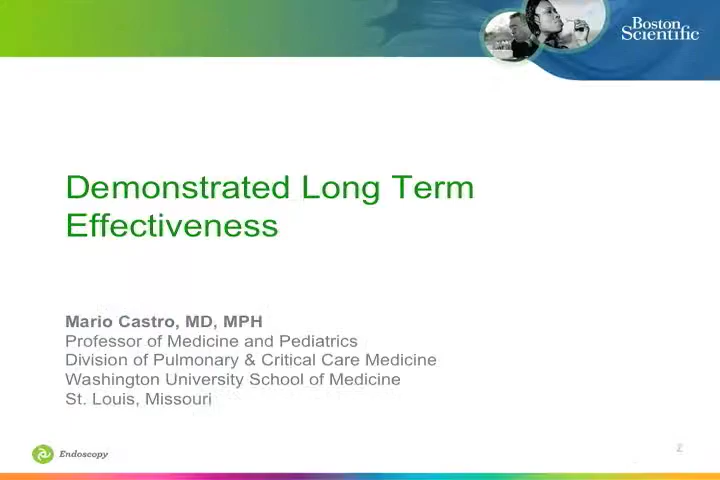 Boston
Scientific
Demonstrated Long Term
Effectiveness
Mario Castro, MD, MPH
Professor of Medicine and Pediatrics
Division of Pulmonary & Critical Care Medicine
Washington University School of Medicine
St. Louis, Missouri
Endoscopy